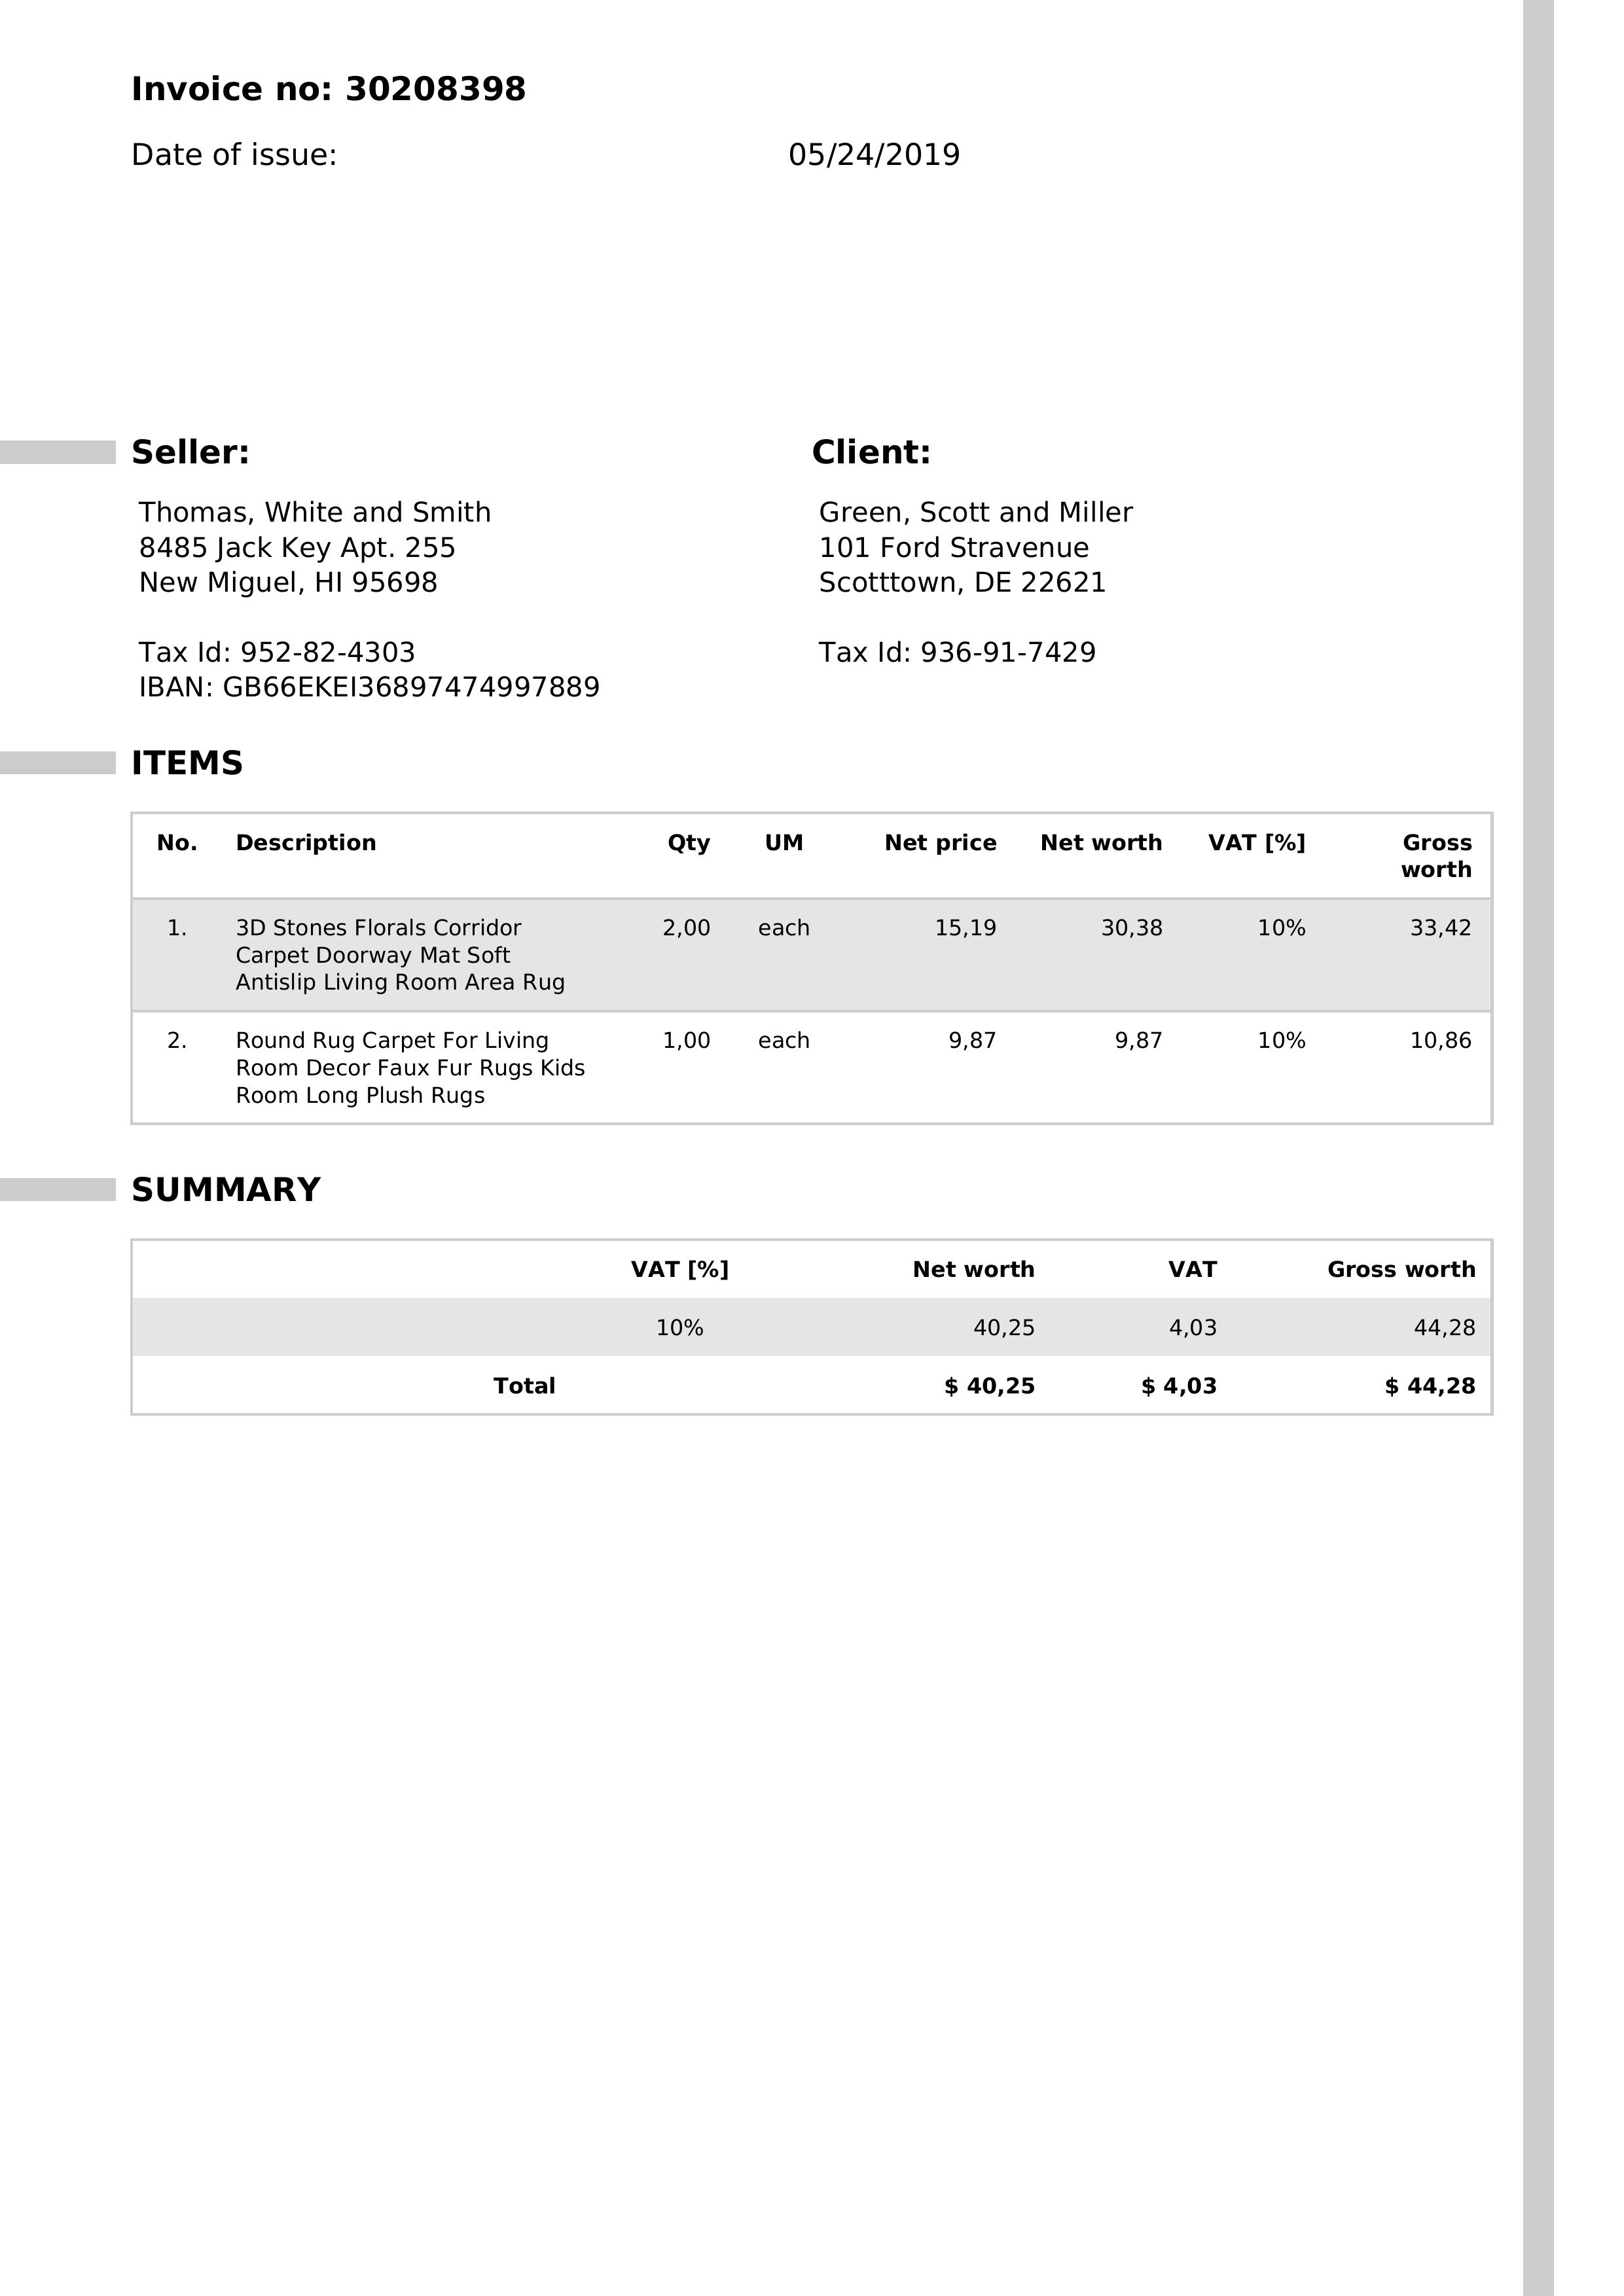 Invoice no: 30208398
Date of issue: 05/24/2019
Seller: Client:
Thomas, White and Smith Green, Scott and Miller
8485 Jack Key Apt. 255 101 Ford Stravenue
New Miguel, HI 95698 Scotttown, DE 22621
Tax Id: 952-82-4303 Tax Id: 936-91-7429
IBAN: GB66EKEI36897474997889
ITEMS
No. Description Qty UM Net price Net worth VAT [%] Gross
worth
1. 3D Stones Florals Corridor 2,00 each 15,19 30,38 10% 33,42
Carpet Doorway Mat Soft
Antislip Living Room Area Rug
2. Round Rug Carpet For Living 1,00 each 9,87 9,87 10% 10,86
Room Decor Faux Fur Rugs Kids
Room Long Plush Rugs
SUMMARY
VAT [%] Net worth VAT Gross worth
10% 40,25 4,03 44,28
Total $ 40,25 $ 4,03 $ 44,28